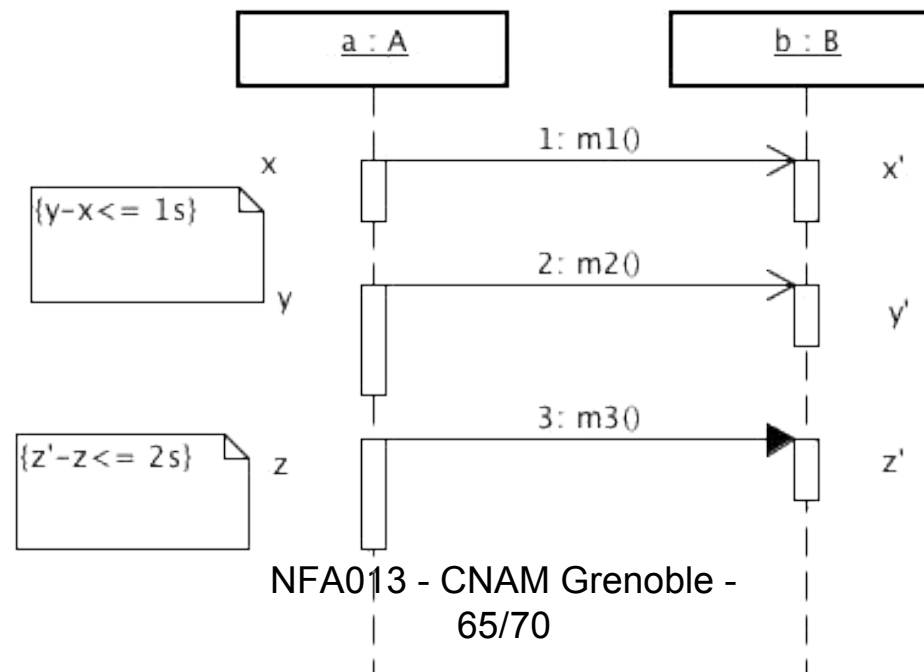 a : A
b : B
1: m1()
x
x'
{y-x<= 1s}
2: m2()
y
y'
3: m3()
{z'-z<= 2s}
z
z'
NFA013 - CNAM Grenoble -
65/70